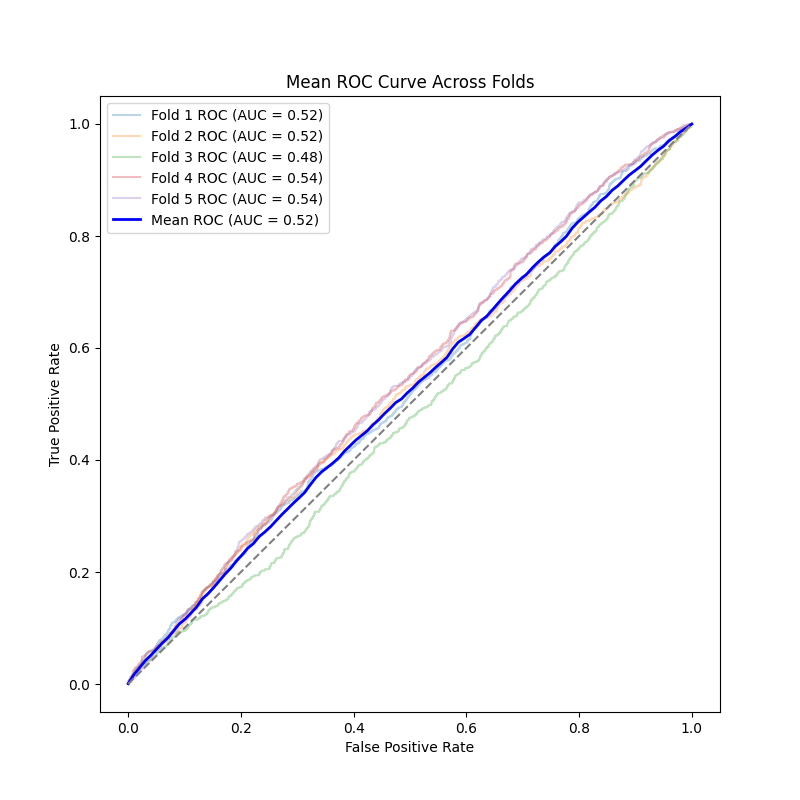 Mean ROC Curve Across Folds
Fold 1 ROC (AUC = 0.52)
Fold 2 ROC (AUC = 0.52)
Fold 3 ROC (AUC = 0.48)
Fold 4 ROC (AUC = 0.54)
Fold 5 ROC (AUC = 0.54)
Mean ROC (AUC = 0.52)
True Positive Rate
1.0
0.8
0.6
0.4
0.2
0.0
0.0 0.2 0.4 0.6 0.8 1.0
False Positive Rate